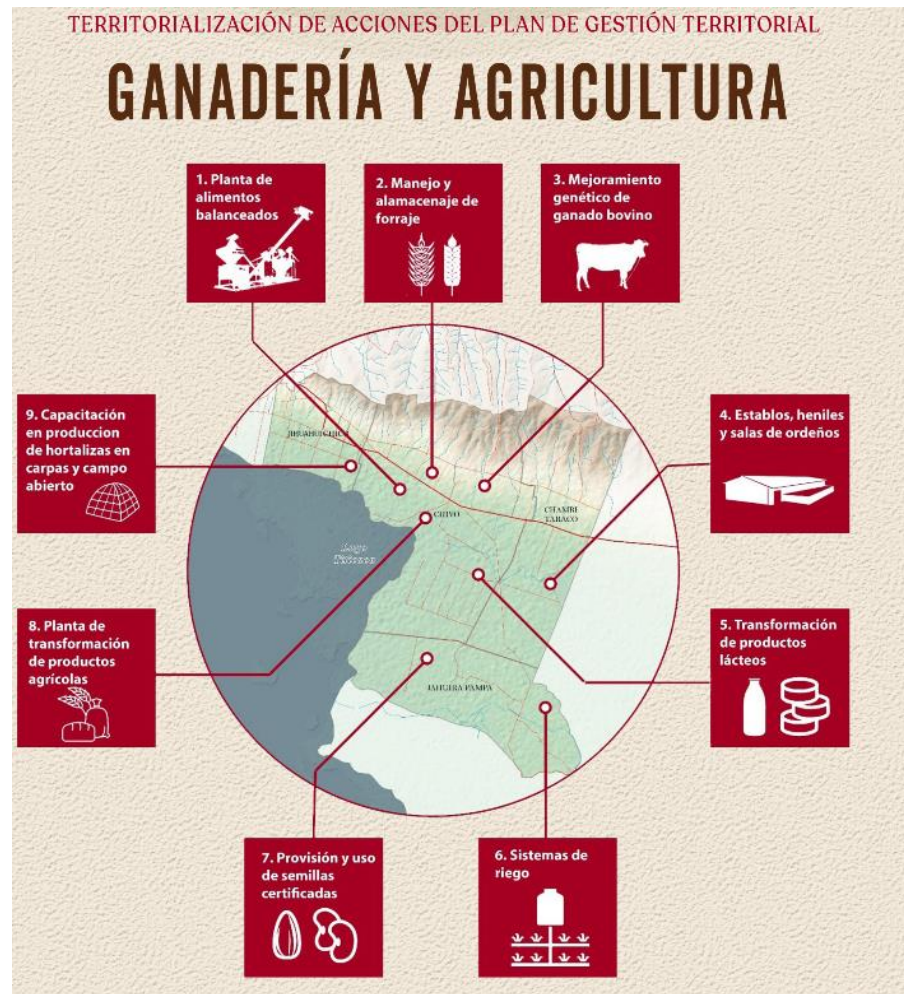 TERRITORIALIZACIÓN DE ACCIONES DEL PLAN DE GESTIÓN TERRITORIAL
GANADERÍA Y AGRICULTURA
1. Planta de
alimentos
balanceados
2. Manejo y
alamacenaje de
forraje
3. Mejoramiento
genético de
ganado bovino
9. Capacitación
en produccion
de hortalizas en
carpas y campo
abierto
4. Establos, heniles
y salas de ordeños
CHAMBI
TARACO
Lago
8. Planta de
transformación
de productos
agrícolas
5. Transformación
de productos
lácteos
JAHUIRA PAMPA
7. Provisión y uso
de semillas
certificadas
6. Sistemas de
riego